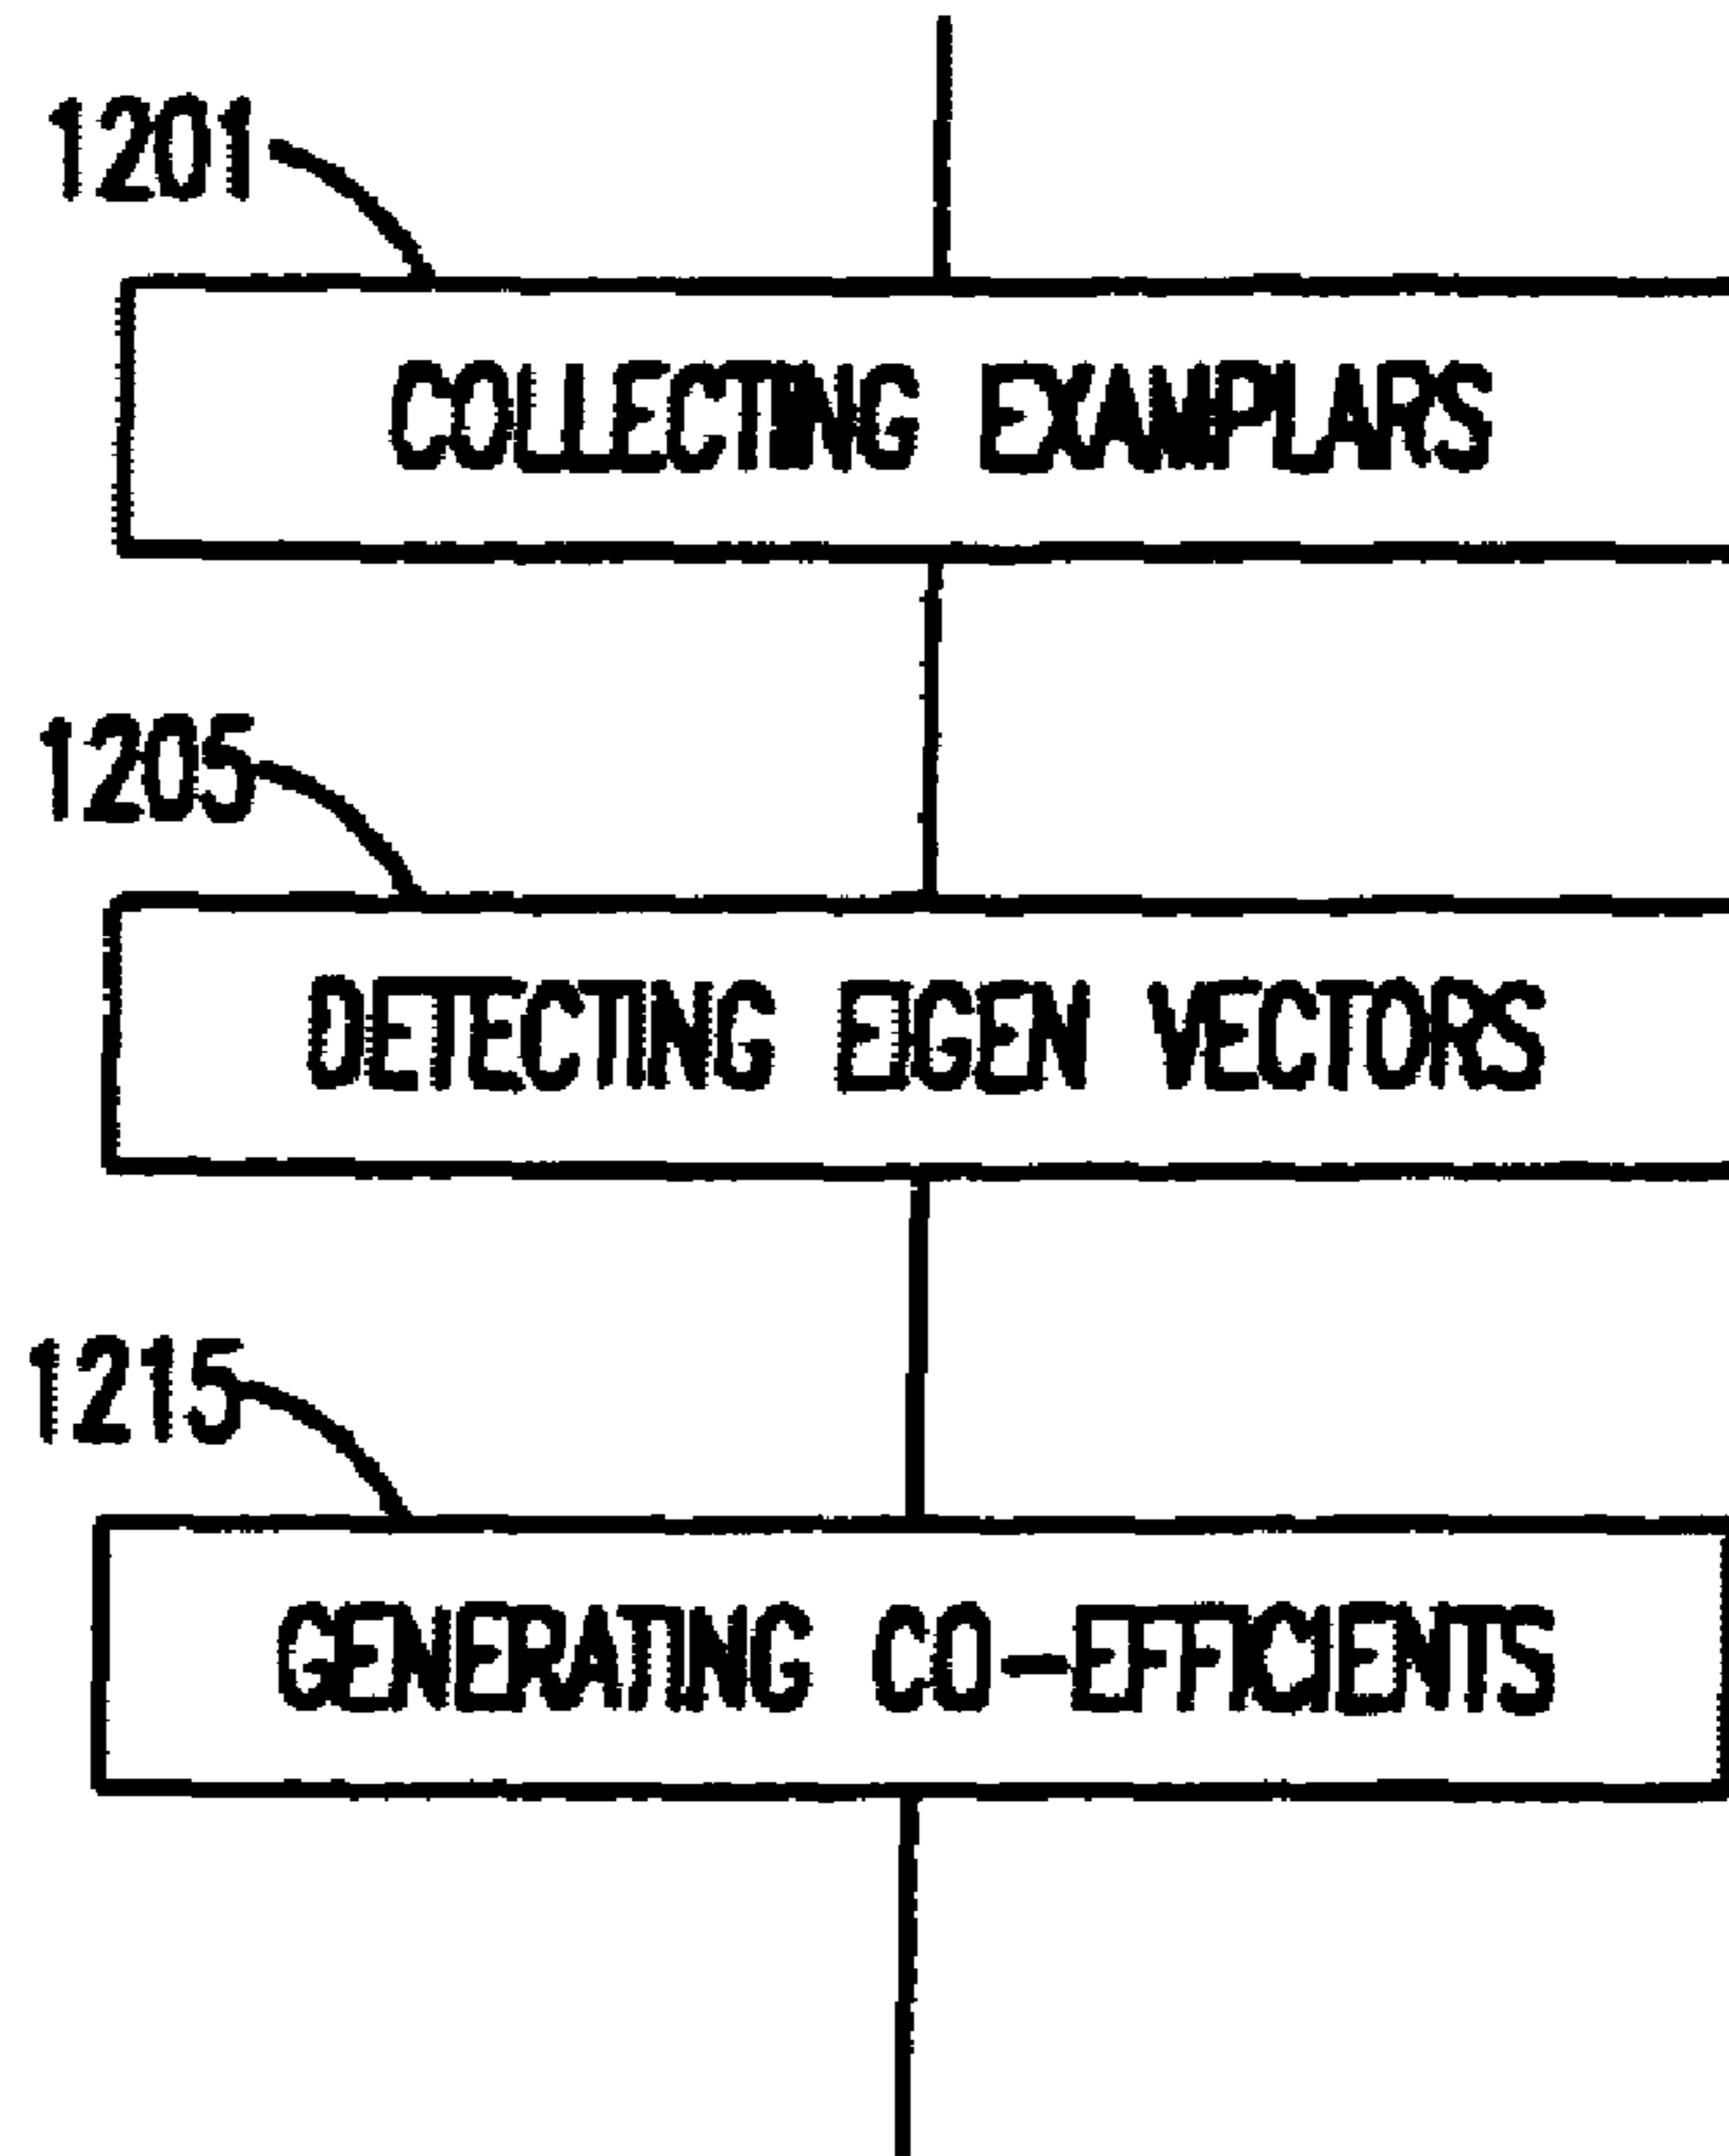 1201
COLLECTING EXAMPLARS
1205
DETECTING EIGEN VECTORS
1215
GENERATING CO-EFFICIENTS